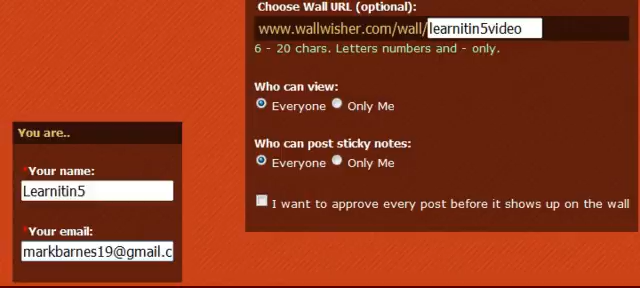 Choose Wall URL (optional):
www.wallwisher.com/wall/learnitin5video
6 - 20 chars. Letters numbers and - only.
Who can view:
Everyone Only Me
Who can post sticky notes:
Everyone Only Me
I want to approve every post before it shows up on the wall
You are..
*Your name:
Learnitin5
*Your email:
markbarnes19@gmail.c